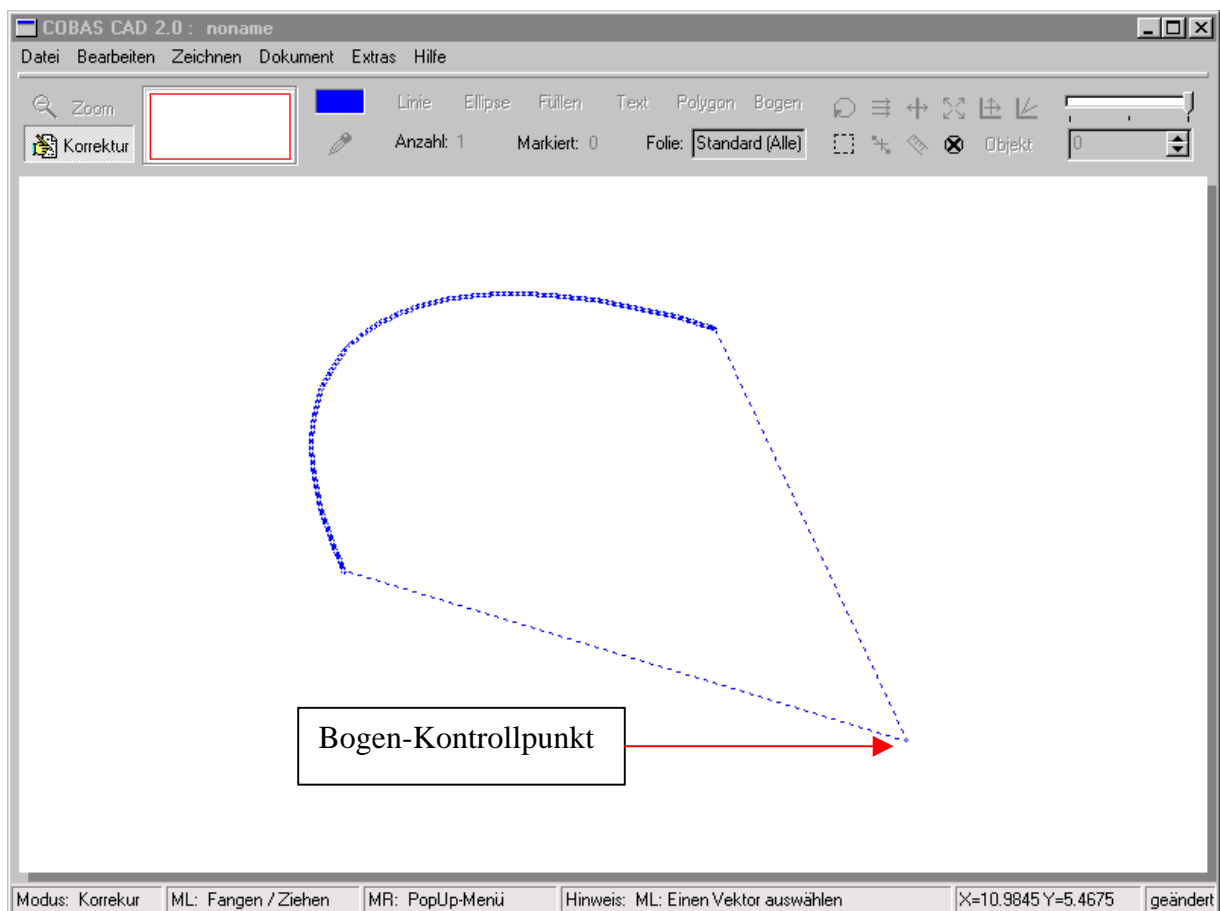 COBAS CAD 2.0 : noname
Datei Bearbeiten Zeichnen Dokument Extras Hilfe
Zoom Linie Ellipse Füllen Text Polygon Bogen
Korrektur Anzahl: 1 Markiert: 0 Folie: Standard (Alle) Objekt 0
Bogen-Kontrollpunkt
Modus: Korrekur ML: Fangen / Ziehen MR: PopUp-Menü Hinweis: ML: Einen Vektor auswählen X=10.9845 Y=5.4675 geändert